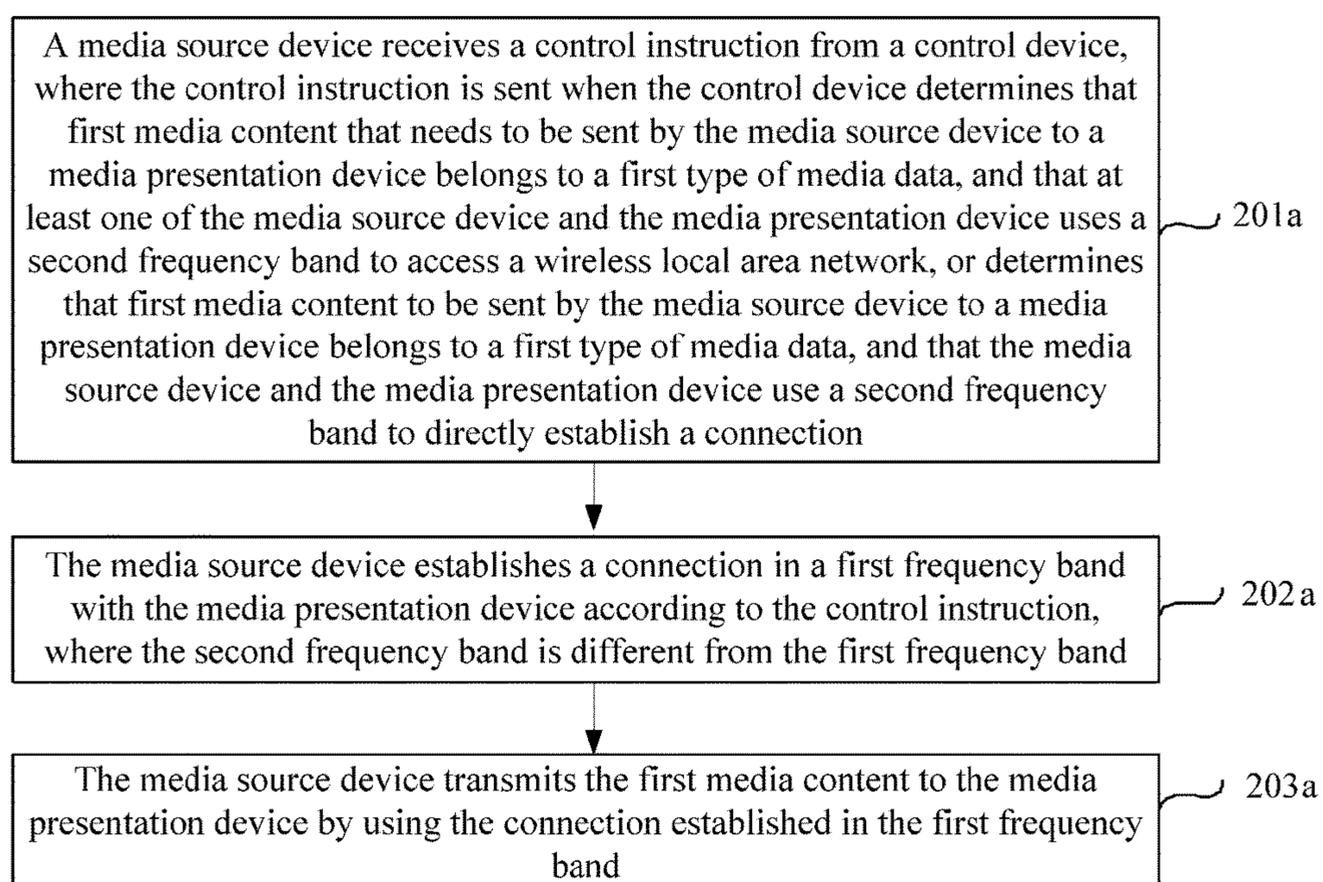 A media source device receives a control instruction from a control device,
where the control instruction is sent when the control device determines that
first media content that needs to be sent by the media source device to a
media presentation device belongs to a first type of media data, and that at
least one of the media source device and the media presentation device uses a
second frequency band to access a wireless local area network, or determines
that first media content to be sent by the media source device to a media
presentation device belongs to a first type of media data, and that the media
source device and the media presentation device use a second frequency
band to directly establish a connection
201a
The media source device establishes a connection in a first frequency band
with the media presentation device according to the control instruction,
where the second frequency band is different from the first frequency band
202a
The media source device transmits the first media content to the media
presentation device by using the connection established in the first frequency
band
203a